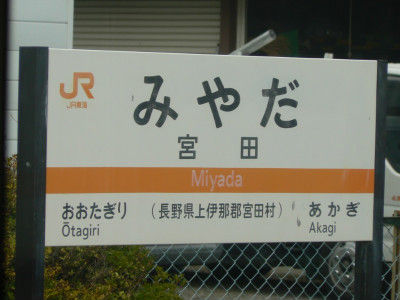 JR
JR東海
みやだ
宮田
Miyada
おおたぎり （長野県上伊那郡宮田村） あかぎ
Ōtagiri Akagi